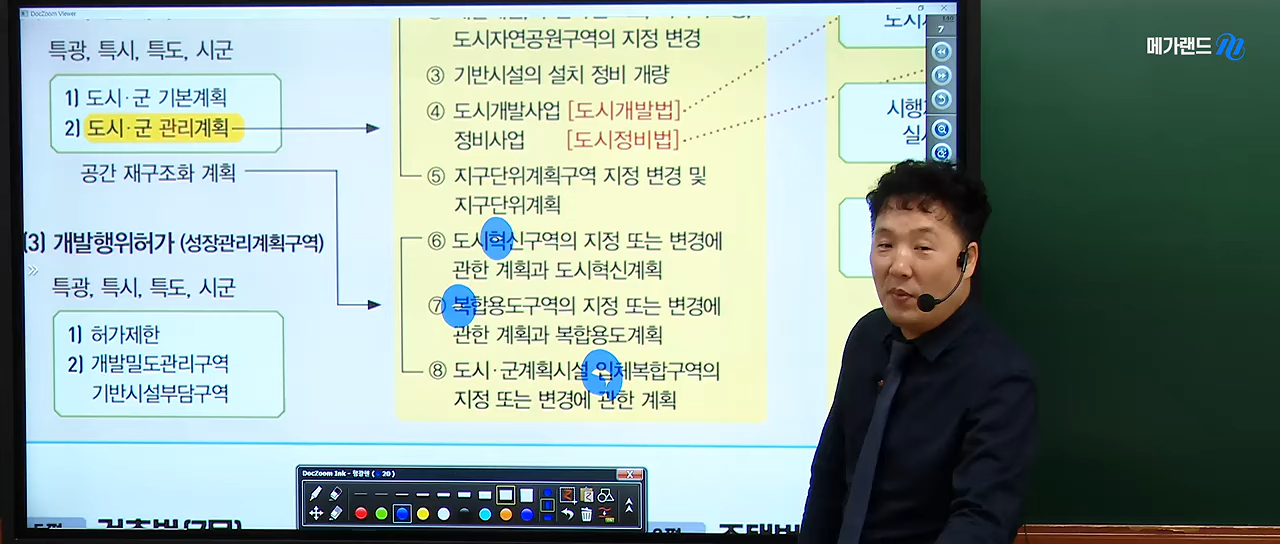 DocZoom Viewer
메가랜드
특광, 특시, 특도, 시군
1) 도시·군 기본계획
2) 도시·군 관리계획
공간 재구조화 계획
(3) 개발행위허가 (성장관리계획구역)
특광, 특시, 특도, 시군
1) 허가제한
2) 개발밀도관리구역
기반시설부담구역
도시자연공원구역의 지정 변경
③ 기반시설의 설치 정비 개량
④ 도시개발사업 [도시개발법]
정비사업 [도시정비법]
⑤ 지구단위계획구역 지정 변경 및
지구단위계획
⑥ 도시혁신구역의 지정 또는 변경에
관한 계획과 도시혁신계획
⑦ 복합용도구역의 지정 또는 변경에
관한 계획과 복합용도계획
⑧ 도시·군계획시설 입체복합구역의
지정 또는 변경에 관한 계획
7
시행
DocZoom Ink - 형광펜 ( 20 )